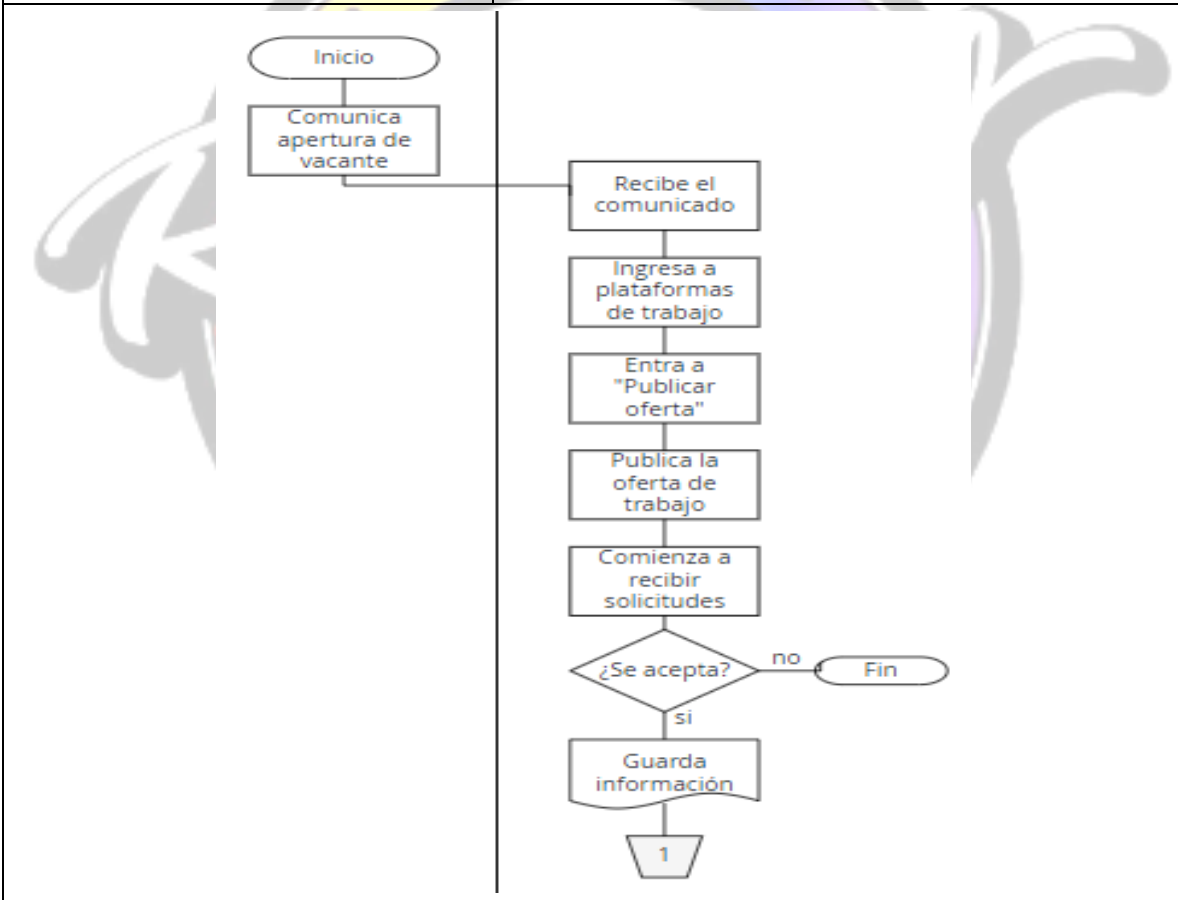 Inicio
Comunica
apertura de
vacante
Recibe el
comunicado
Ingresa a
plataformas
de trabajo
Entra a
"Publicar
oferta"
Publica la
oferta de
trabajo
Comienza a
recibir
solicitudes
¿Se acepta?
no
Fin
si
Guarda
información
1